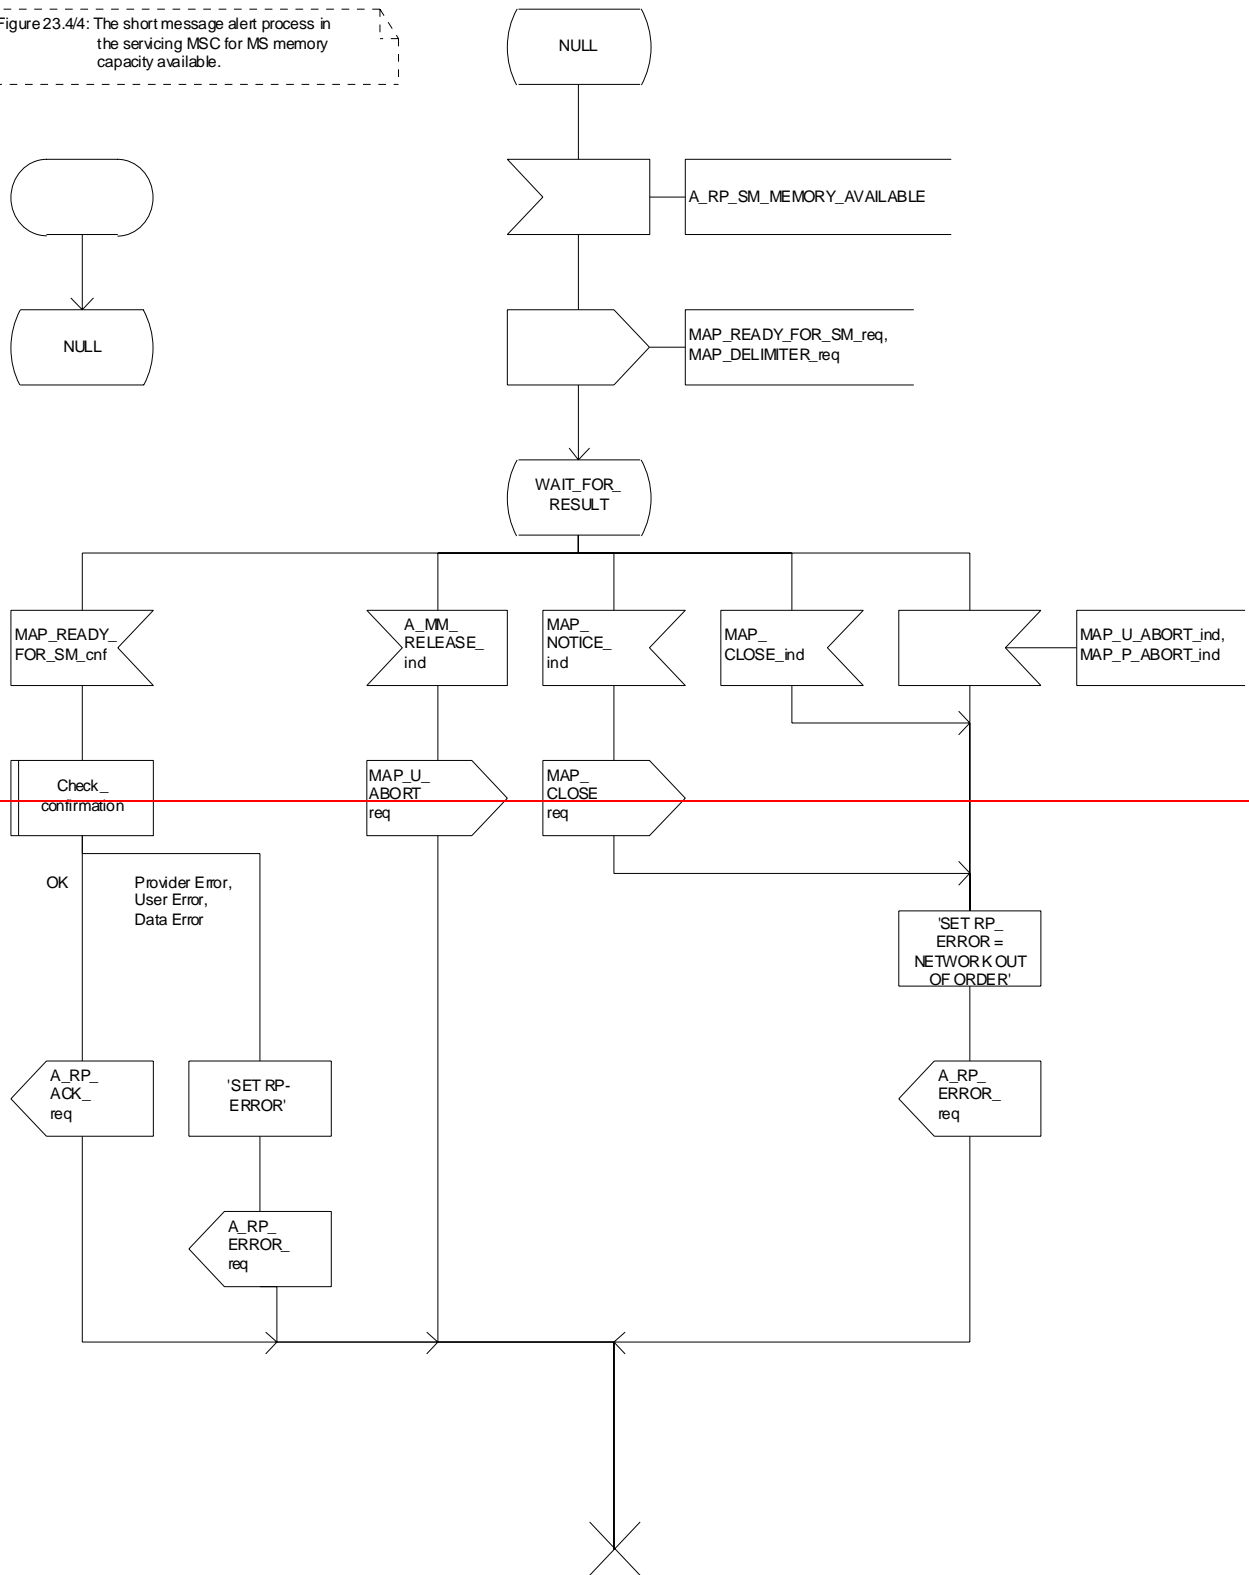 Figure 23.4/4: The short message alert process in
the servicing MSC for MS memory
capacity available.
NULL
A_RP_SM_MEMORY_AVAILABLE
NULL
MAP_READY_FOR_SM_req,
MAP_DELIMITER_req
WAIT_FOR_
RESULT
MAP_READY_
FOR_SM_cnf
A_MM_
RELEASE_
ind
MAP_
NOTICE_
ind
MAP_
CLOSE_ind
MAP_U_ABORT_ind,
MAP_P_ABORT_ind
Check_
confirmation
MAP_U_
ABORT
req
MAP_
CLOSE
req
OK
Provider Error,
User Error,
Data Error
'SET RP_
ERROR =
NETWORK OUT
OF ORDER'
A_RP_
ACK_
req
'SET RP-
ERROR'
A_RP_
ERROR_
req
A_RP_
ERROR_
req